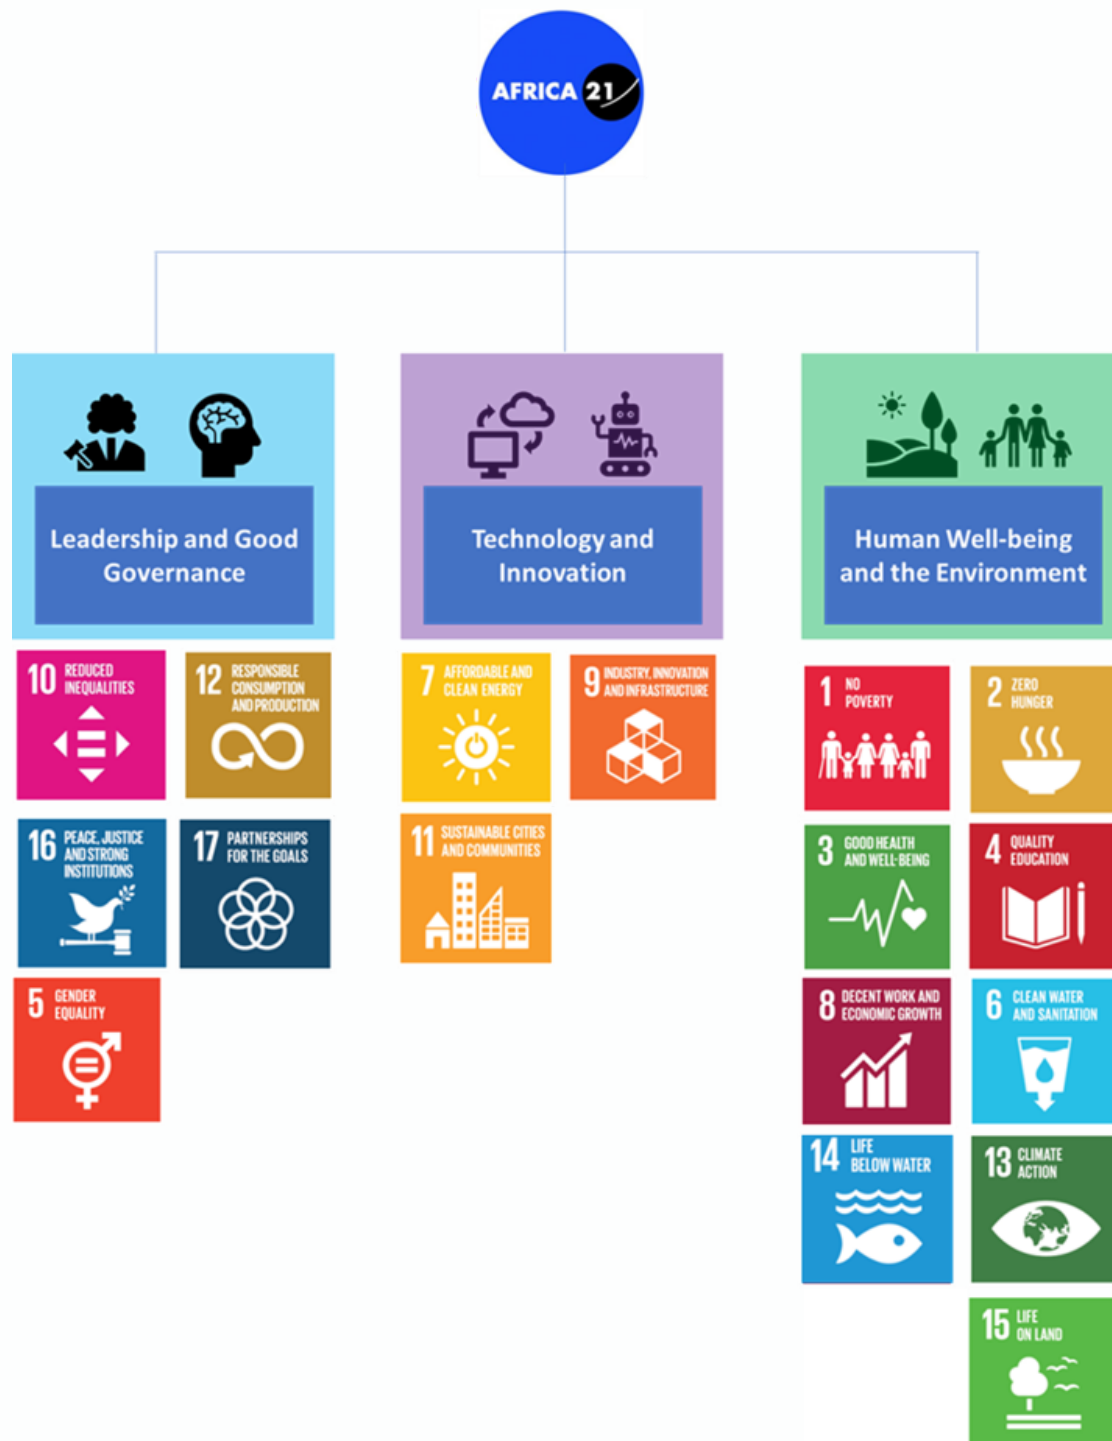 AFRICA 21
Leadership and Good
Governance
Technology and
Innovation
Human Well-being
and the Environment
10 REDUCED
INEQUALITIES
12 RESPONSIBLE
CONSUMPTION
AND PRODUCTION
16 PEACE, JUSTICE
AND STRONG
INSTITUTIONS
17 PARTNERSHIPS
FOR THE GOALS
5 GENDER
EQUALITY
7 AFFORDABLE AND
CLEAN ENERGY
9 INDUSTRY, INNOVATION
AND INFRASTRUCTURE
11 SUSTAINABLE CITIES
AND COMMUNITIES
1 NO
POVERTY
2 ZERO
HUNGER
3 GOOD HEALTH
AND WELL-BEING
4 QUALITY
EDUCATION
8 DECENT WORK AND
ECONOMIC GROWTH
6 CLEAN WATER
AND SANITATION
14 LIFE
BELOW WATER
13 CLIMATE
ACTION
15 LIFE
ON LAND